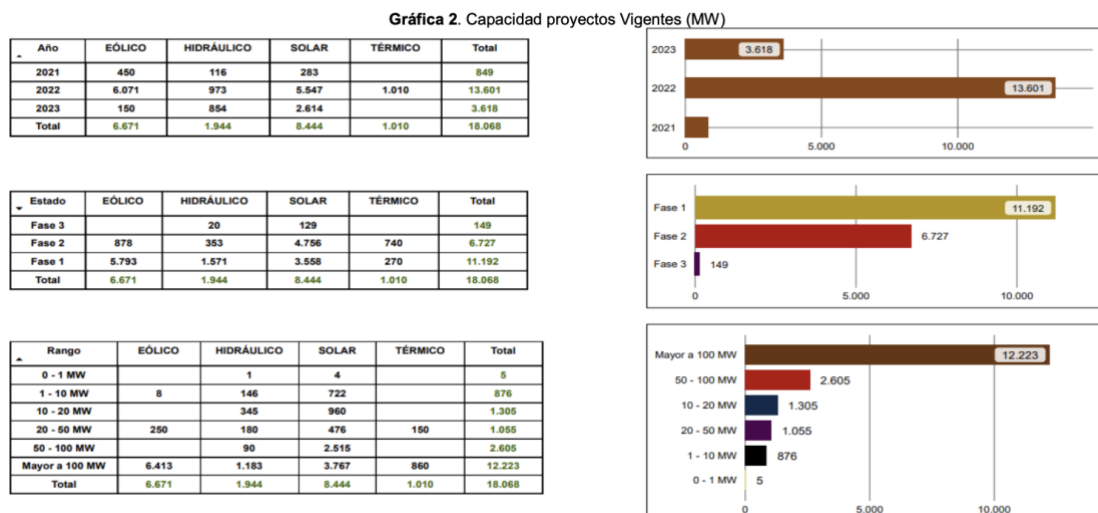 Gráfica 2. Capacidad proyectos Vigentes (MW)
Año EÓLICO HIDRÁULICO SOLAR TÉRMICO Total
2021 450 116 283 849
2022 6.071 973 5.547 1.010 13.601
2023 150 854 2.614 3.618
Total 6.671 1.944 8.444 1.010 18.068
2023 3.618
2022 13.601
2021
0 5.000 10.000
Estado EÓLICO HIDRÁULICO SOLAR TÉRMICO Total
Fase 3 20 129 149
Fase 2 878 353 4.756 740 6.727
Fase 1 5.793 1.571 3.558 270 11.192
Total 6.671 1.944 8.444 1.010 18.068
Fase 1 11.192
Fase 2 6.727
Fase 3 149
0 5.000 10.000
Rango EÓLICO HIDRÁULICO SOLAR TÉRMICO Total
0 - 1 MW 1 4 5
1 - 10 MW 8 146 722 876
10 - 20 MW 345 960 1.305
20 - 50 MW 250 180 476 150 1.055
50 - 100 MW 90 2.515 2.605
Mayor a 100 MW 6.413 1.183 3.767 860 12.223
Total 6.671 1.944 8.444 1.010 18.068
Mayor a 100 MW 12.223
50 - 100 MW 2.605
10 - 20 MW 1.305
20 - 50 MW 1.055
1 - 10 MW 876
0 - 1 MW 5
0 5.000 10.000